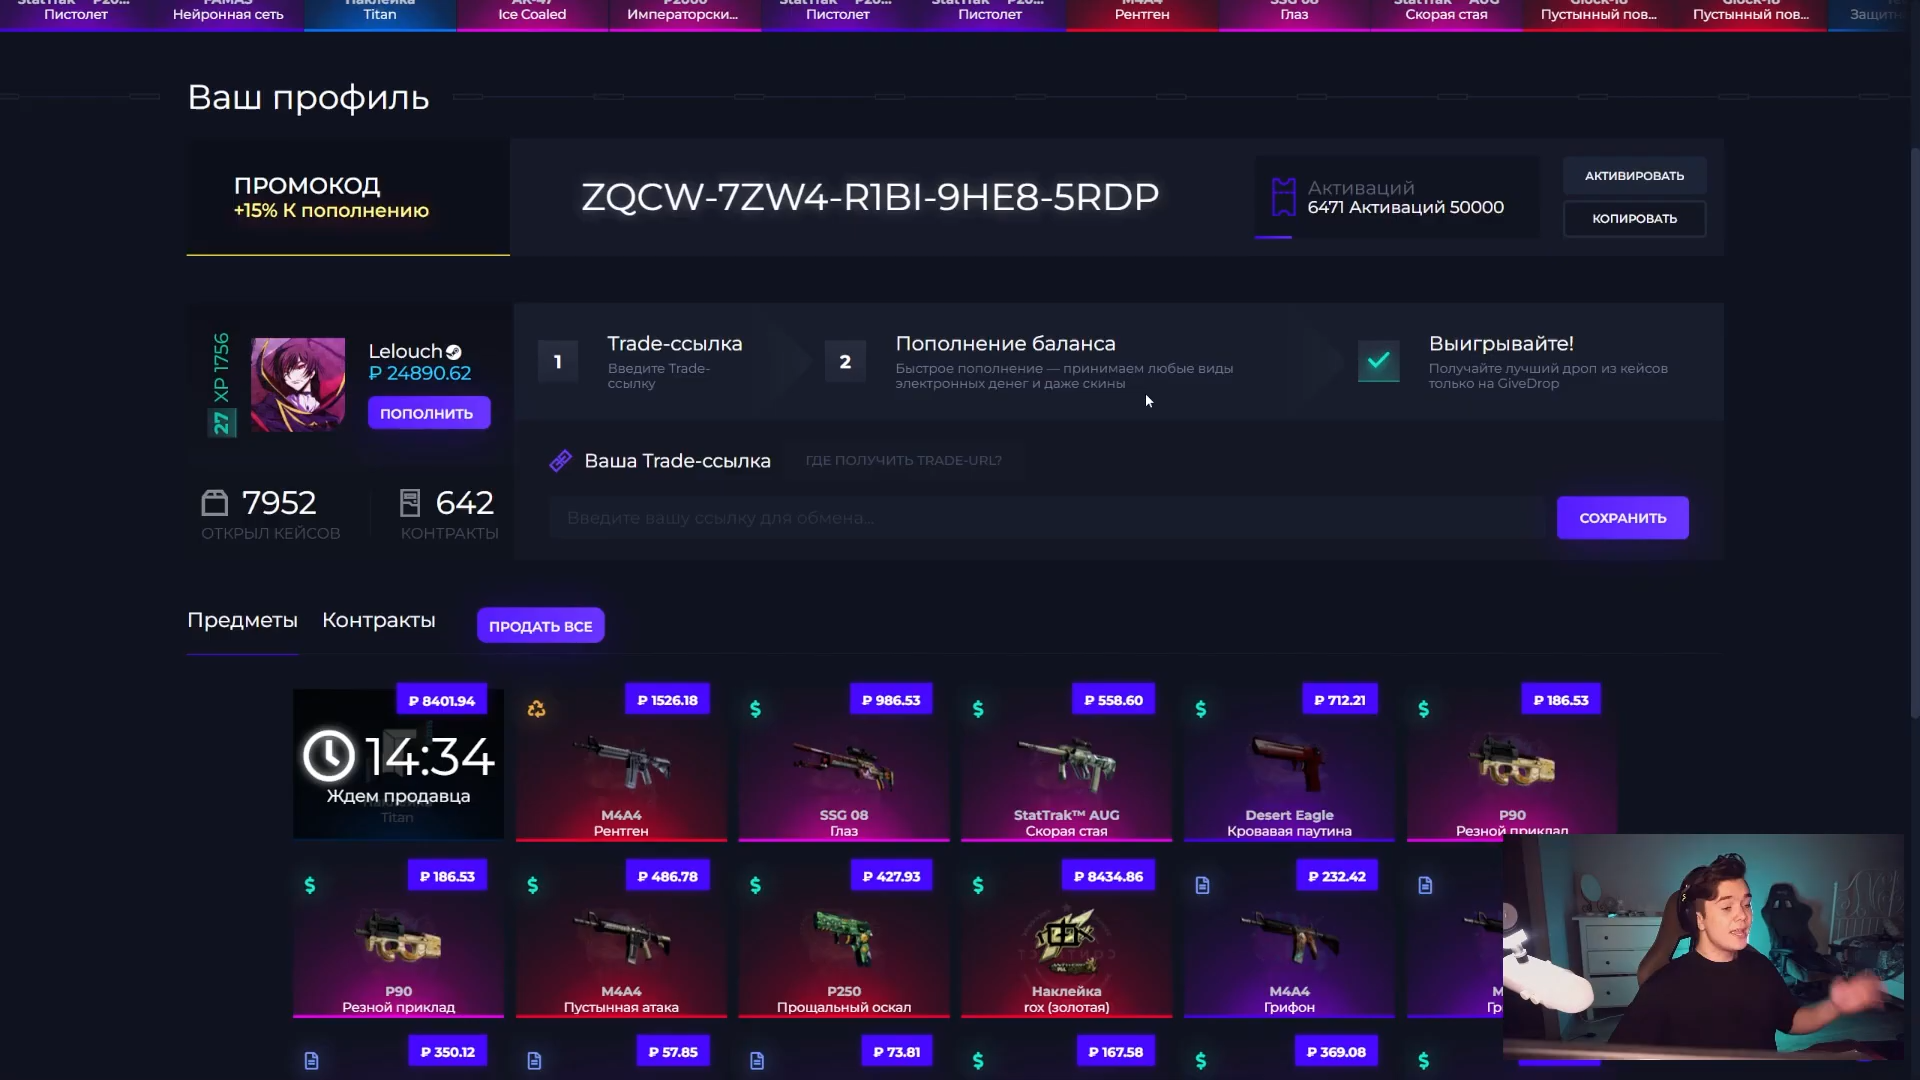 Пистолет
Нейронная сеть
Titan
Ice Coaled
Императорски...
Пистолет
Пистолет
Рентген
Глаз
Скорая стая
Пустынный пов...
Пустынный пов...
Ваш профиль
ПРОМОКОД
+15% К пополнению
ZQCW-7ZW4-R1BI-9HE8-5RDP
Активаций
6471 Активаций 50000
АКТИВИРОВАТЬ
КОПИРОВАТЬ
27 XP 1756
Lelouch
₽ 24890.62
ПОПОЛНИТЬ
1
Trade-ссылка
Введите Trade-
ссылку
2
Пополнение баланса
Быстрое пополнение — принимаем любые виды
электронных денег и даже скины
Выигрывайте!
Получайте лучший дроп из кейсов
только на GiveDrop
7952
ОТКРЫЛ КЕЙСОВ
642
КОНТРАКТЫ
Ваша Trade-ссылка
ГДЕ ПОЛУЧИТЬ TRADE-URL?
Введите вашу ссылку для обмена...
СОХРАНИТЬ
Предметы
Контракты
ПРОДАТЬ ВСЕ
₽ 8401.94
14:34
Ждем продавца
Titan
₽ 1526.18
M4A4
Рентген
₽ 986.53
SSG 08
Глаз
₽ 558.60
StatTrak™ AUG
Скорая стая
₽ 712.21
Desert Eagle
Кровавая паутина
₽ 186.53
P90
Резной приклад
₽ 186.53
P90
Резной приклад
₽ 486.78
M4A4
Пустынная атака
₽ 427.93
P250
Прощальный оскал
₽ 8434.86
Наклейка
rox (золотая)
₽ 232.42
M4A4
Грифон
₽ 350.12
₽ 57.85
₽ 73.81
₽ 167.58
₽ 369.08